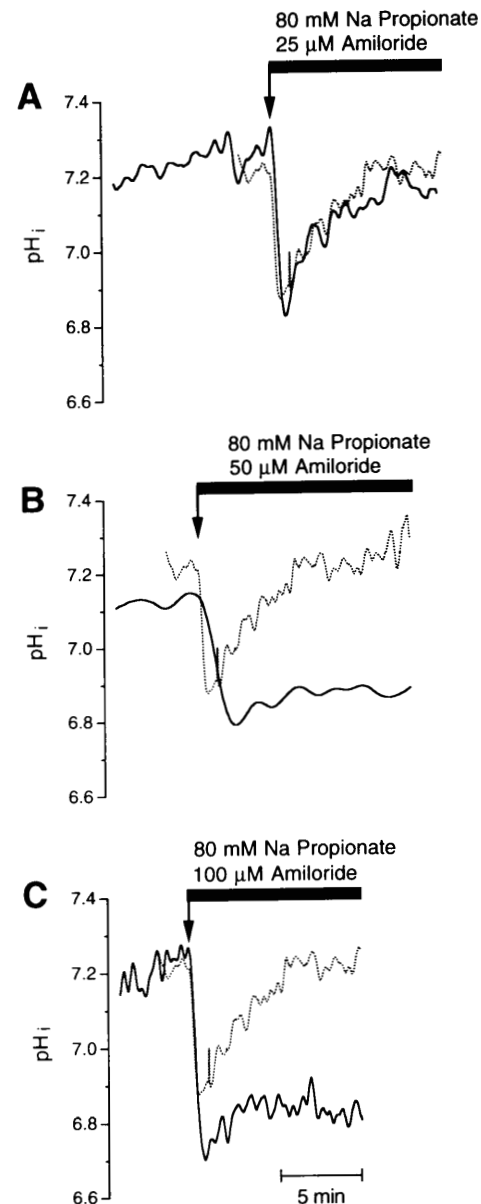 80 mM Na Propionate
25 μM Amiloride
A
7.4
7.2
7.0
6.8
6.6
pHi
80 mM Na Propionate
50 μM Amiloride
B
7.4
7.2
7.0
6.8
6.6
pHi
80 mM Na Propionate
100 μM Amiloride
C
7.4
7.2
7.0
6.8
6.6
pHi
5 min